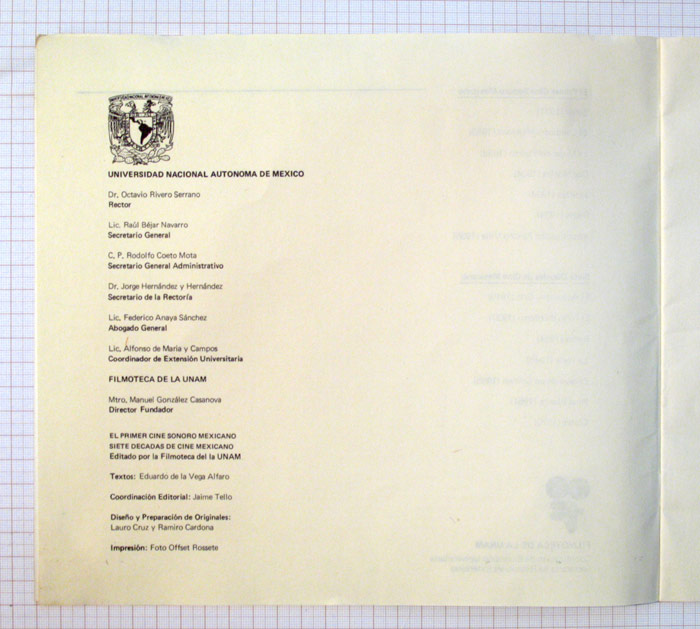 UNIVERSIDAD NACIONAL AUTONOMA DE MEXICO
Dr. Octavio Rivero Serrano
Rector
Lic. Raúl Béjar Navarro
Secretario General
C. P. Rodolfo Coeto Mota
Secretario General Administrativo
Dr. Jorge Hernández y Hernández
Secretario de la Rectoría
Lic. Federico Anaya Sánchez
Abogado General
Lic. Alfonso de Maria y Campos
Coordinador de Extensión Universitaria
FILMOTECA DE LA UNAM
Mtro. Manuel González Casanova
Director Fundador
EL PRIMER CINE SONORO MEXICANO
SIETE DECADAS DE CINE MEXICANO
Editado por la Filmoteca del la UNAM
Textos: Eduardo de la Vega Alfaro
Coordinación Editorial: Jaime Tello
Diseño y Preparación de Originales:
Lauro Cruz y Ramiro Cardona
Impresión: Foto Offset Rossete